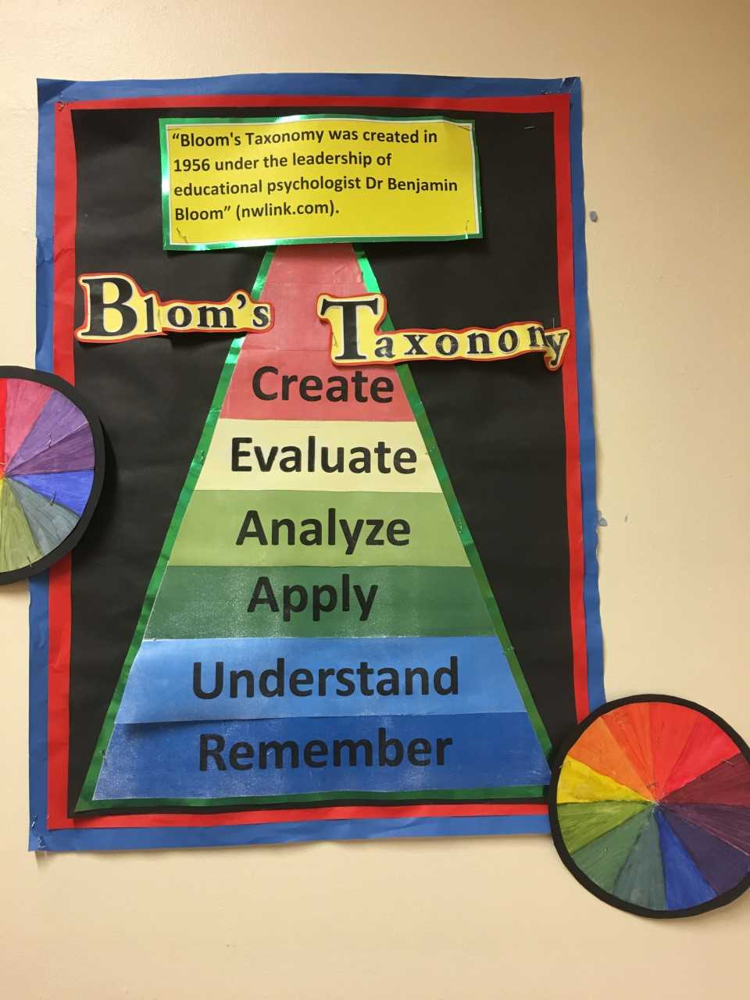 “Bloom's Taxonomy was created in
1956 under the leadership of
educational psychologist Dr Benjamin
Bloom” (nwlink.com).
Blom’s Taxonony
Create
Evaluate
Analyze
Apply
Understand
Remember